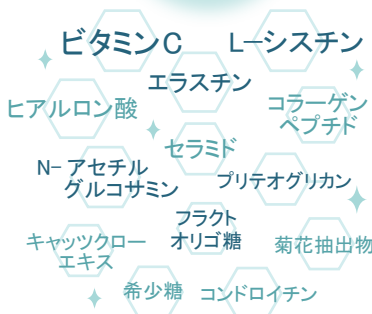 ビタミンC
L-シスチン
エラスチン
ヒアルロン酸
コラーゲン
ペプチド
セラミド
N-アセチル
グルコサミン
プリテオグリカン
フラクト
オリゴ糖
キャッツクロー
エキス
菊花抽出物
希少糖
コンドロイチン